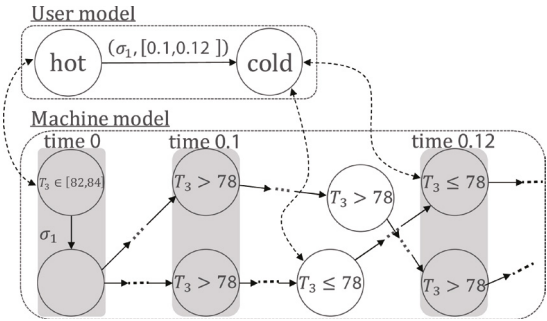 User model
hot
(σ₁,[0.1,0.12 ])
cold
Machine model
time 0
time 0.1
time 0.12
T₃ ∈ [82,84]
T₃ > 78
T₃ > 78
T₃ ≤ 78
σ₁
T₃ > 78
T₃ ≤ 78
T₃ > 78